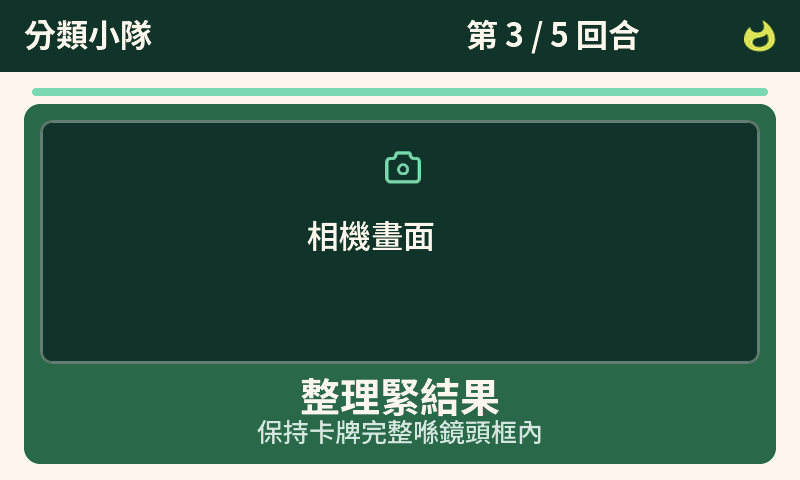 分類小隊
第 3 / 5 回合
相機畫面
整理緊結果
保持卡牌完整喺鏡頭框內